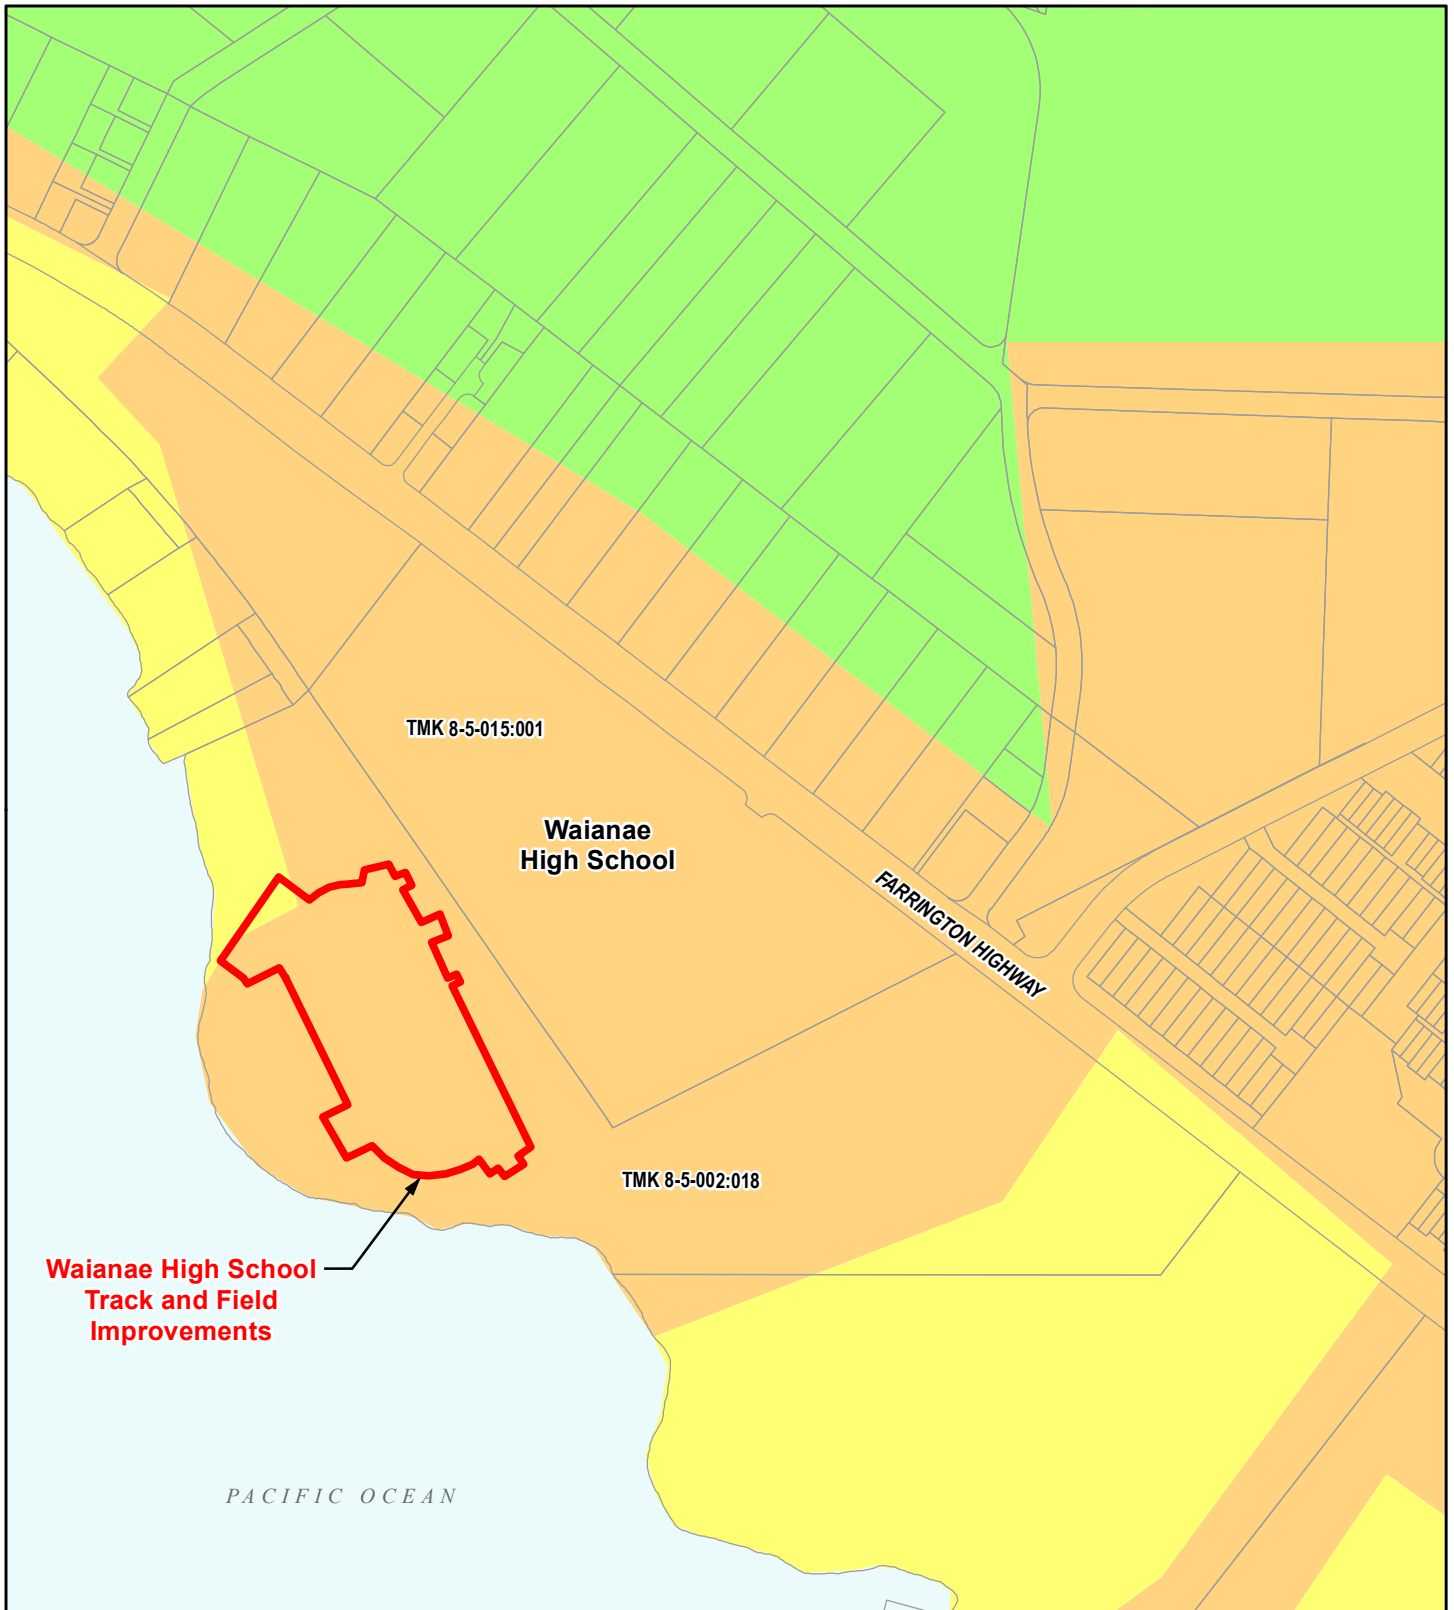 TMK 8-5-015:001
Waianae
High School
FARRINGTON HIGHWAY
TMK 8-5-002:018
Waianae High School
Track and Field
Improvements
PACIFIC OCEAN